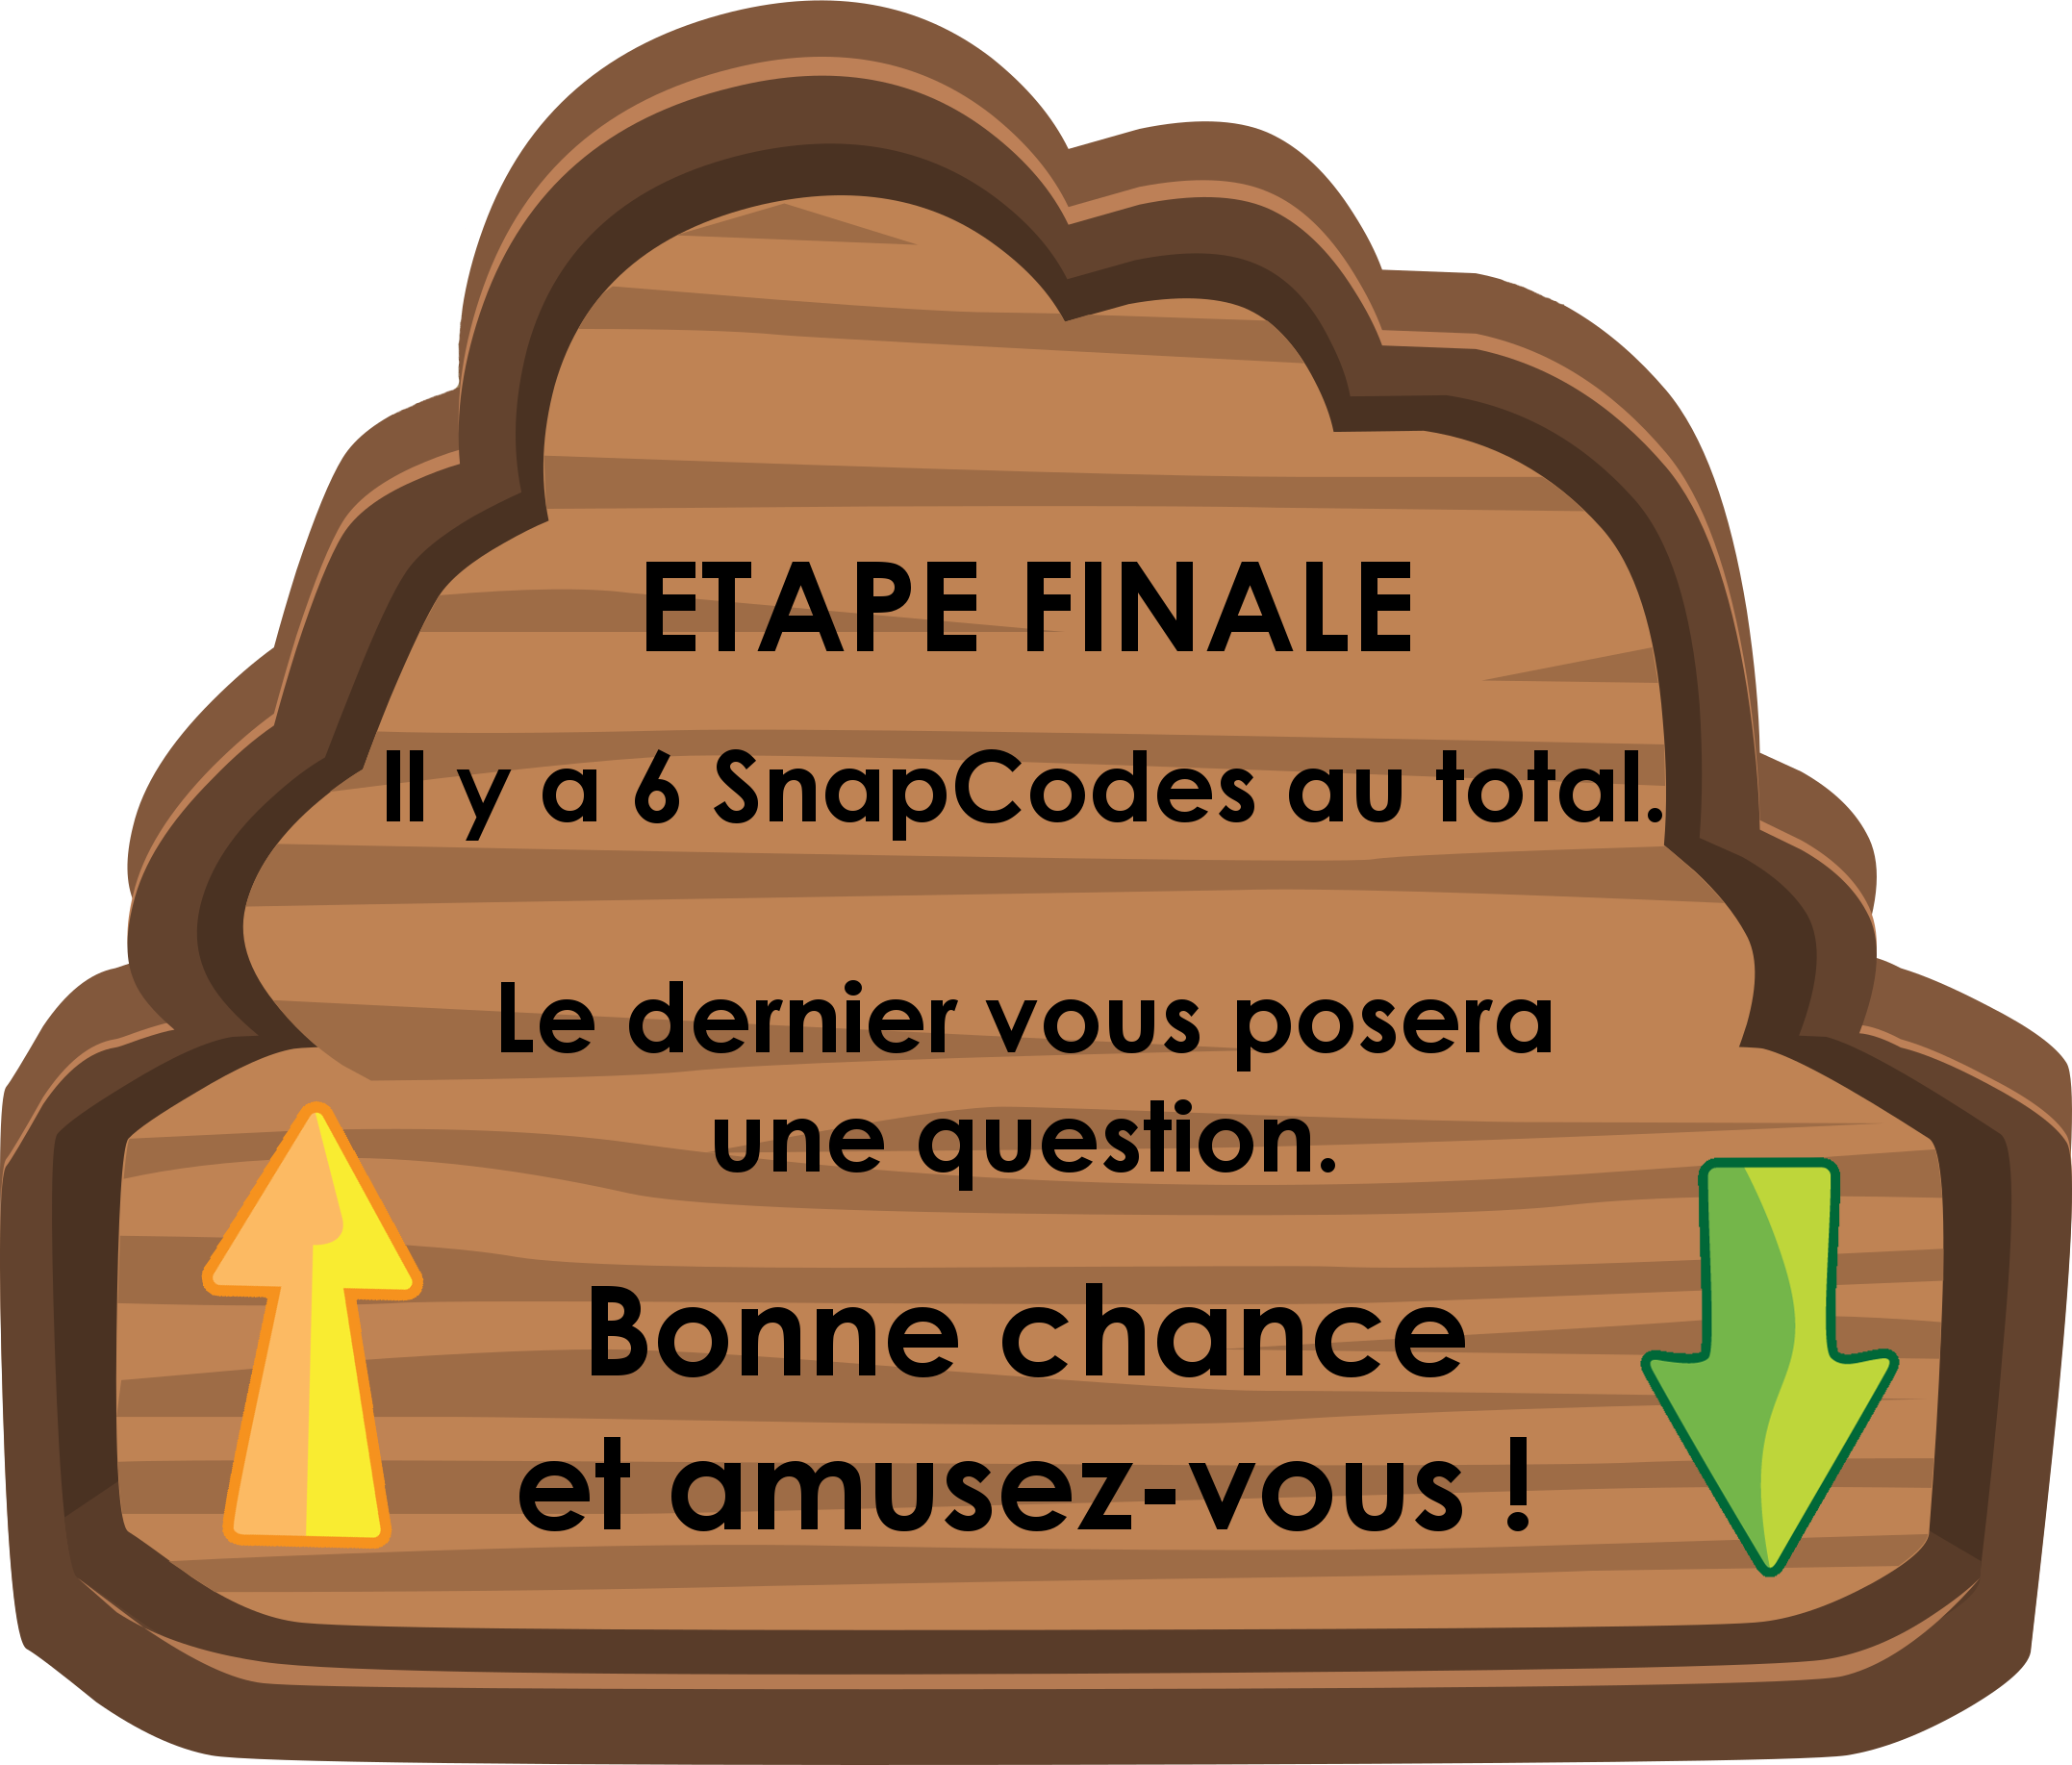 ETAPE FINALE
Il y a 6 SnapCodes au total.
Le dernier vous posera
une question.
Bonne chance
et amusez-vous !